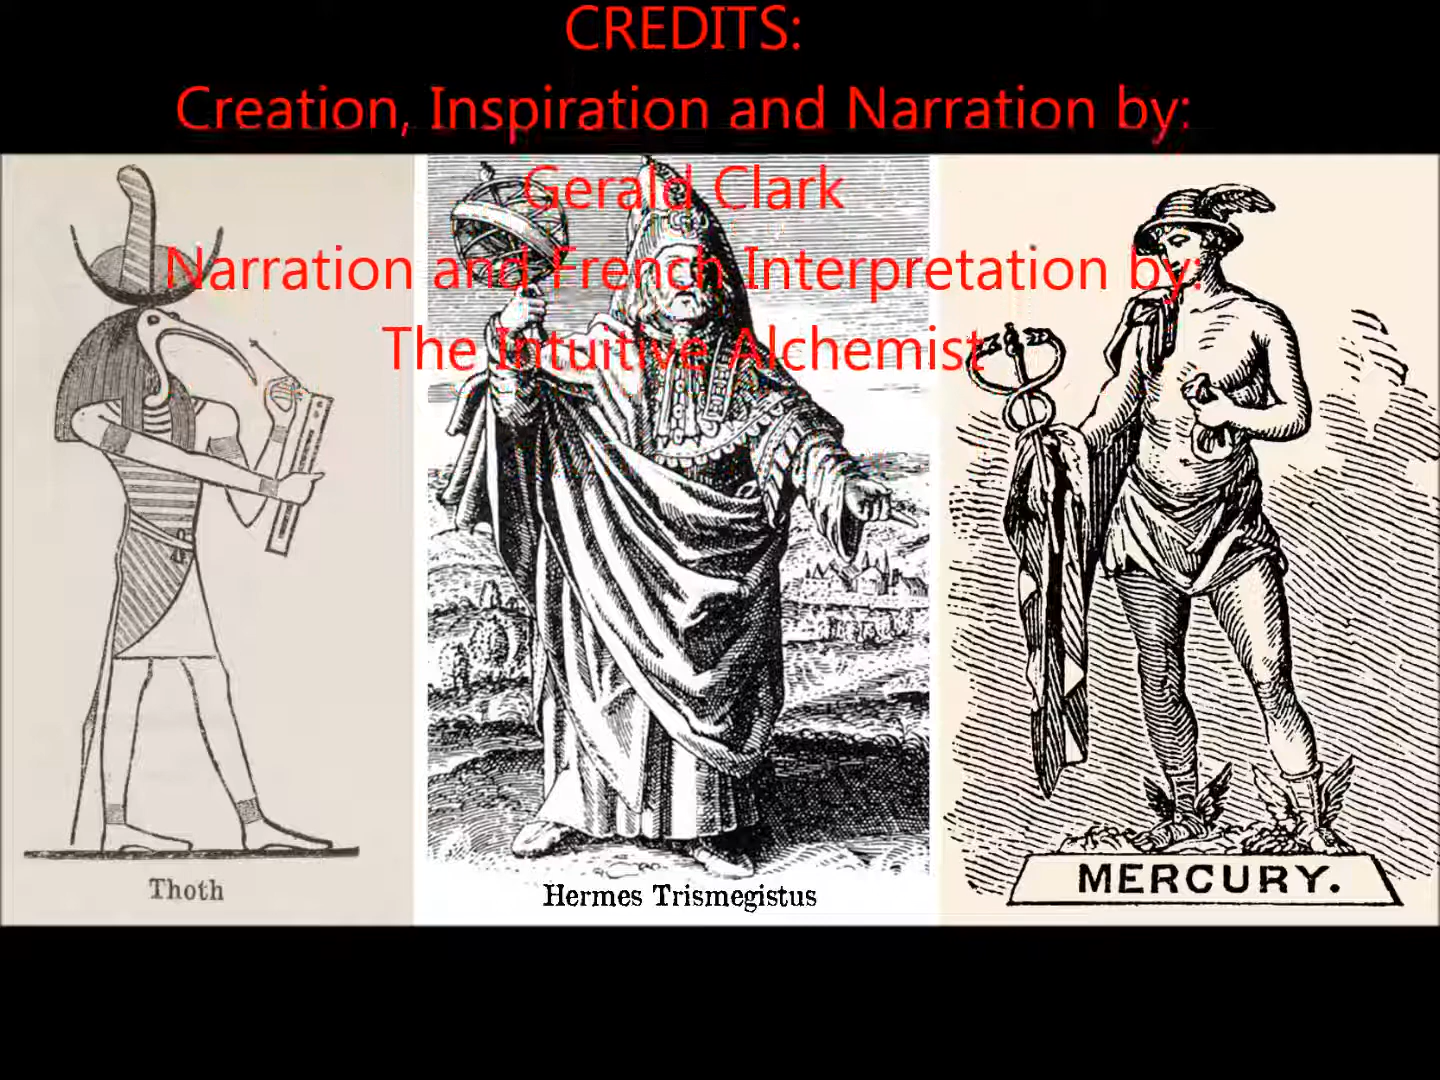 CREDITS:
Creation, Inspiration and Narration by:
Gerald Clark
Narration and French Interpretation by:
The Intuitive Alchemist
Thoth
Hermes Trismegistus
MERCURY.